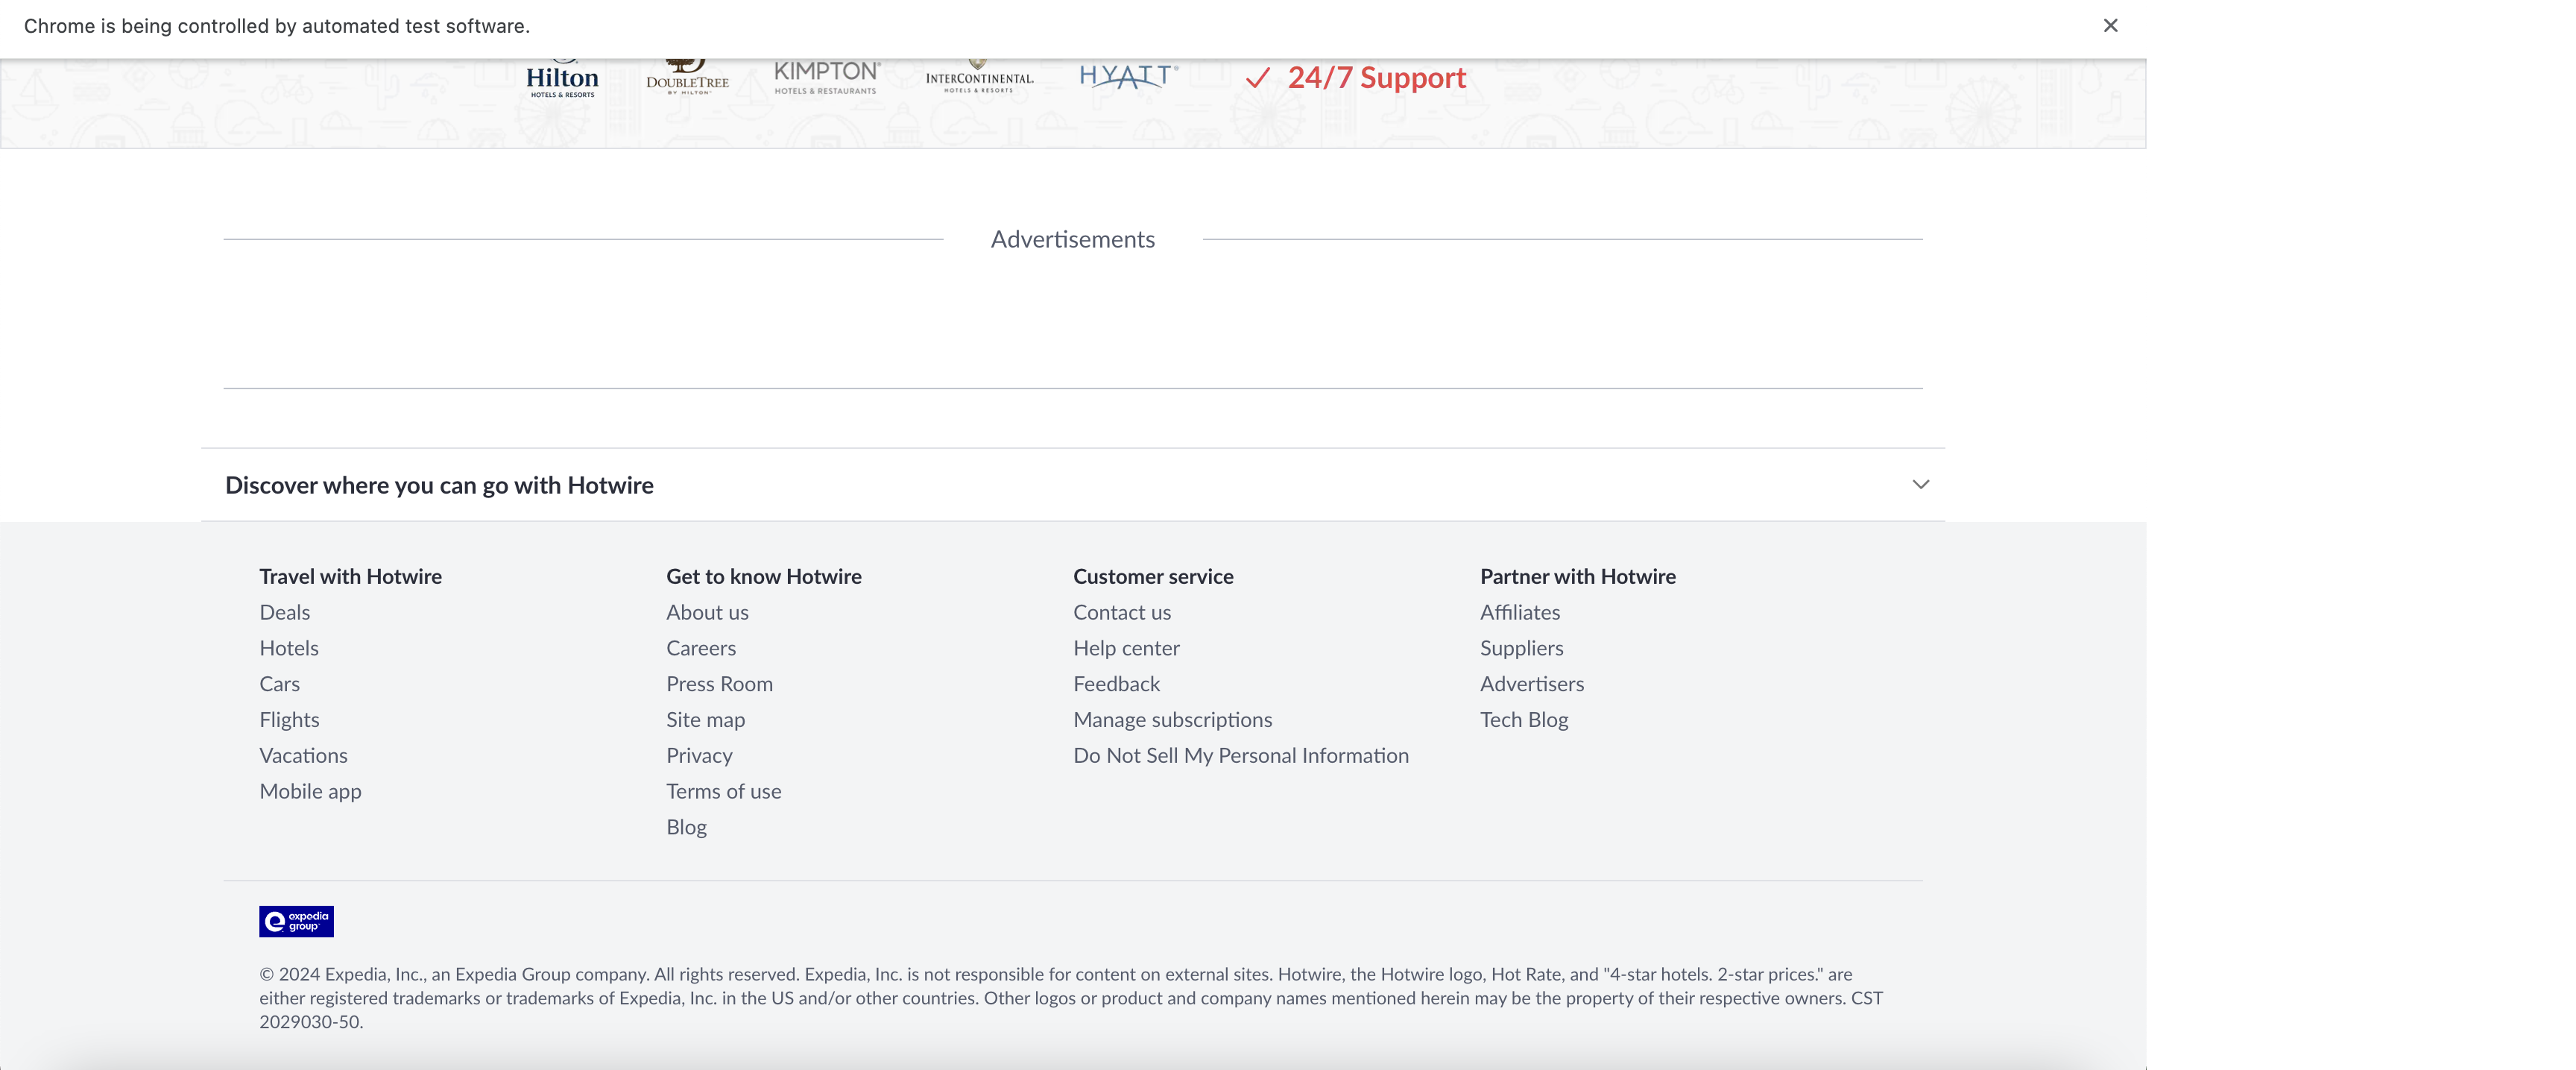 Chrome is being controlled by automated test software.
Hilton
HOTELS & RESORTS
DOUBLETREE
BY HILTON™
KIMPTON®
HOTELS & RESTAURANTS
INTERCONTINENTAL.
HOTELS & RESORTS
HYATT®
24/7 Support
Advertisements
Discover where you can go with Hotwire
Travel with Hotwire
Deals
Hotels
Cars
Flights
Vacations
Mobile app
Get to know Hotwire
About us
Careers
Press Room
Site map
Privacy
Terms of use
Blog
Customer service
Contact us
Help center
Feedback
Manage subscriptions
Do Not Sell My Personal Information
Partner with Hotwire
Affiliates
Suppliers
Advertisers
Tech Blog
expedia
group™
© 2024 Expedia, Inc., an Expedia Group company. All rights reserved. Expedia, Inc. is not responsible for content on external sites. Hotwire, the Hotwire logo, Hot Rate, and "4-star hotels. 2-star prices." are
either registered trademarks or trademarks of Expedia, Inc. in the US and/or other countries. Other logos or product and company names mentioned herein may be the property of their respective owners. CST
2029030-50.